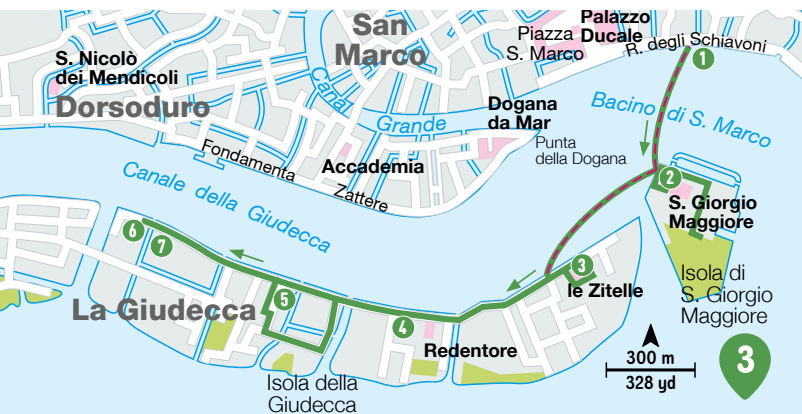 San
Marco
Piazza
S. Marco
Palazzo
Ducale
R. degli Schiavoni
1
S. Nicolò
dei Mendicoli
Dorsoduro
Canal Grande
Dogana
da Mar
Punta
della Dogana
Bacino di S. Marco
Fondamenta Zattere
Accademia
Canale della Giudecca
2
S. Giorgio
Maggiore
6
7
3
le Zitelle
Isola di
S. Giorgio
Maggiore
La Giudecca
5
4
Redentore
Isola della
Giudecca
300 m
328 yd
3